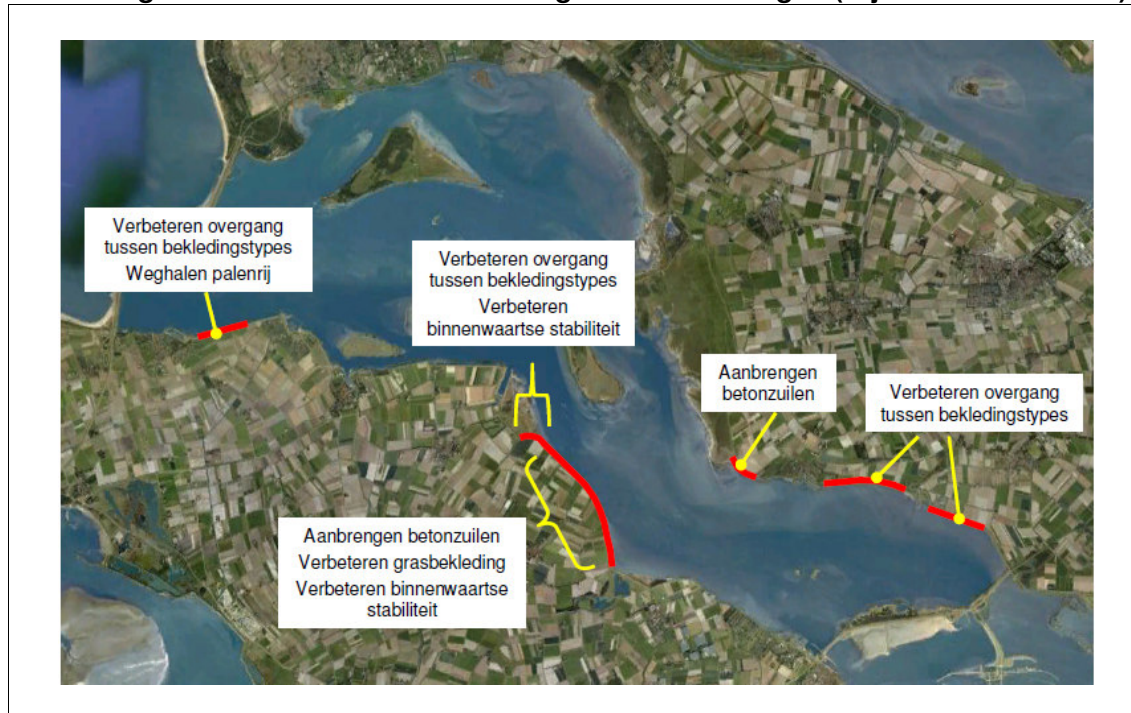 Verbeteren overgang
tussen bekledingstypes
Weghalen palenrij
Verbeteren overgang
tussen bekledingstypes
Verbeteren
binnenwaartse stabiliteit
Aanbrengen
betonzuilen
Verbeteren overgang
tussen bekledingstypes
Aanbrengen betonzuilen
Verbeteren grasbekleding
Verbeteren binnenwaartse
stabiliteit